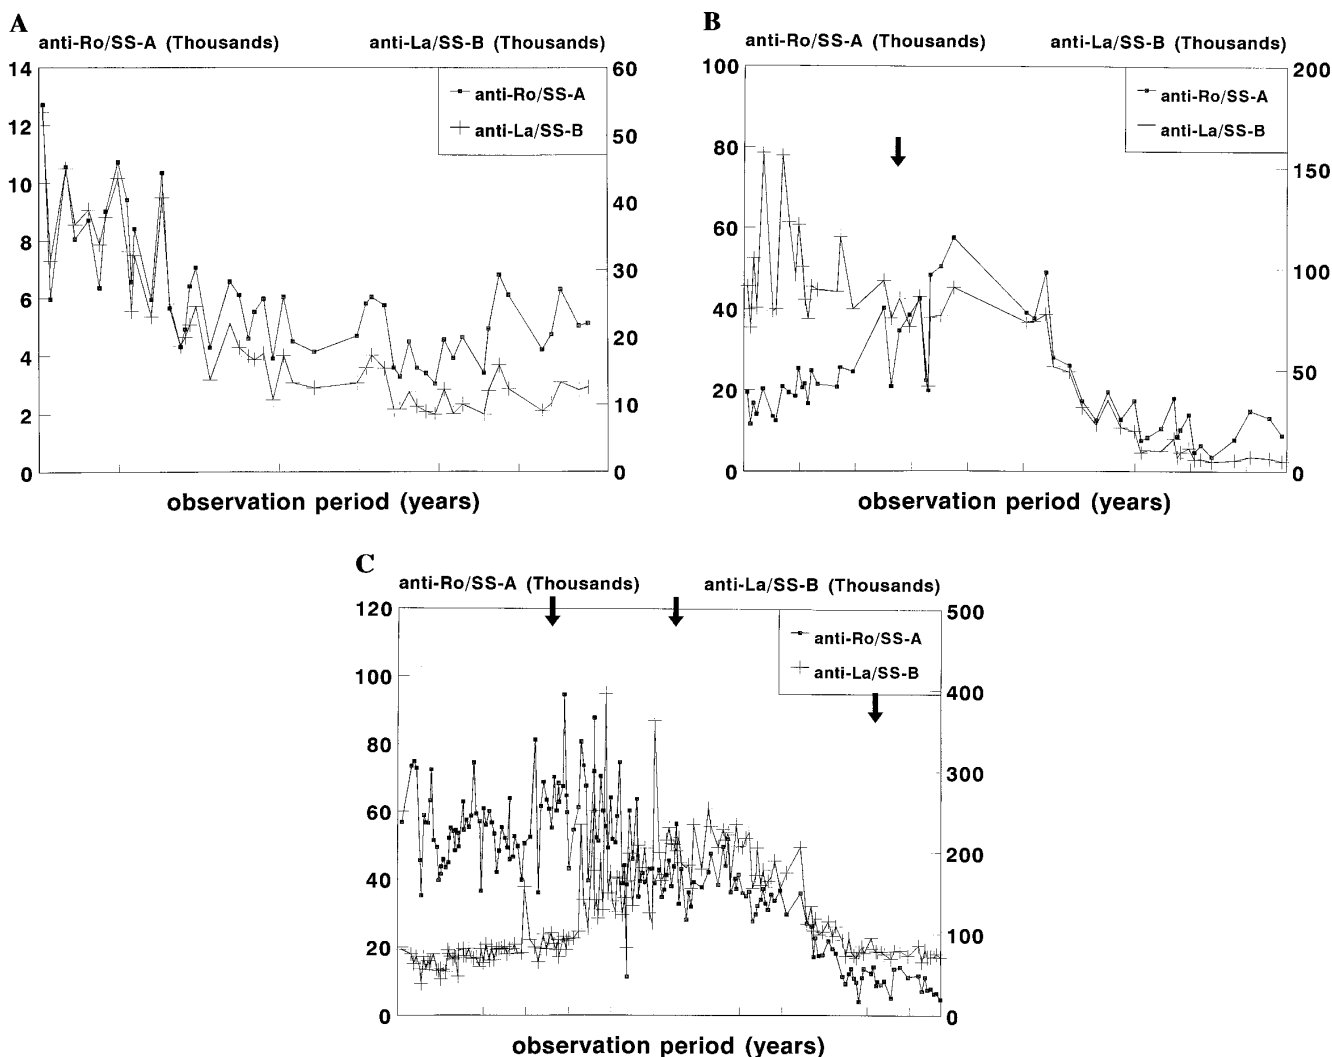 A
anti-Ro/SS-A (Thousands) anti-La/SS-B (Thousands)
14 60
anti-Ro/SS-A
anti-La/SS-B
12 50
10 40
8 30
6
4 20
2 10
0 0
observation period (years)
B
anti-Ro/SS-A (Thousands) anti-La/SS-B (Thousands)
100 200
anti-Ro/SS-A
anti-La/SS-B
80 150
60 100
40
20 50
0 0
observation period (years)
C
anti-Ro/SS-A (Thousands) anti-La/SS-B (Thousands)
120 500
anti-Ro/SS-A
anti-La/SS-B
100 400
80 300
60
40 200
20 100
0 0
observation period (years)